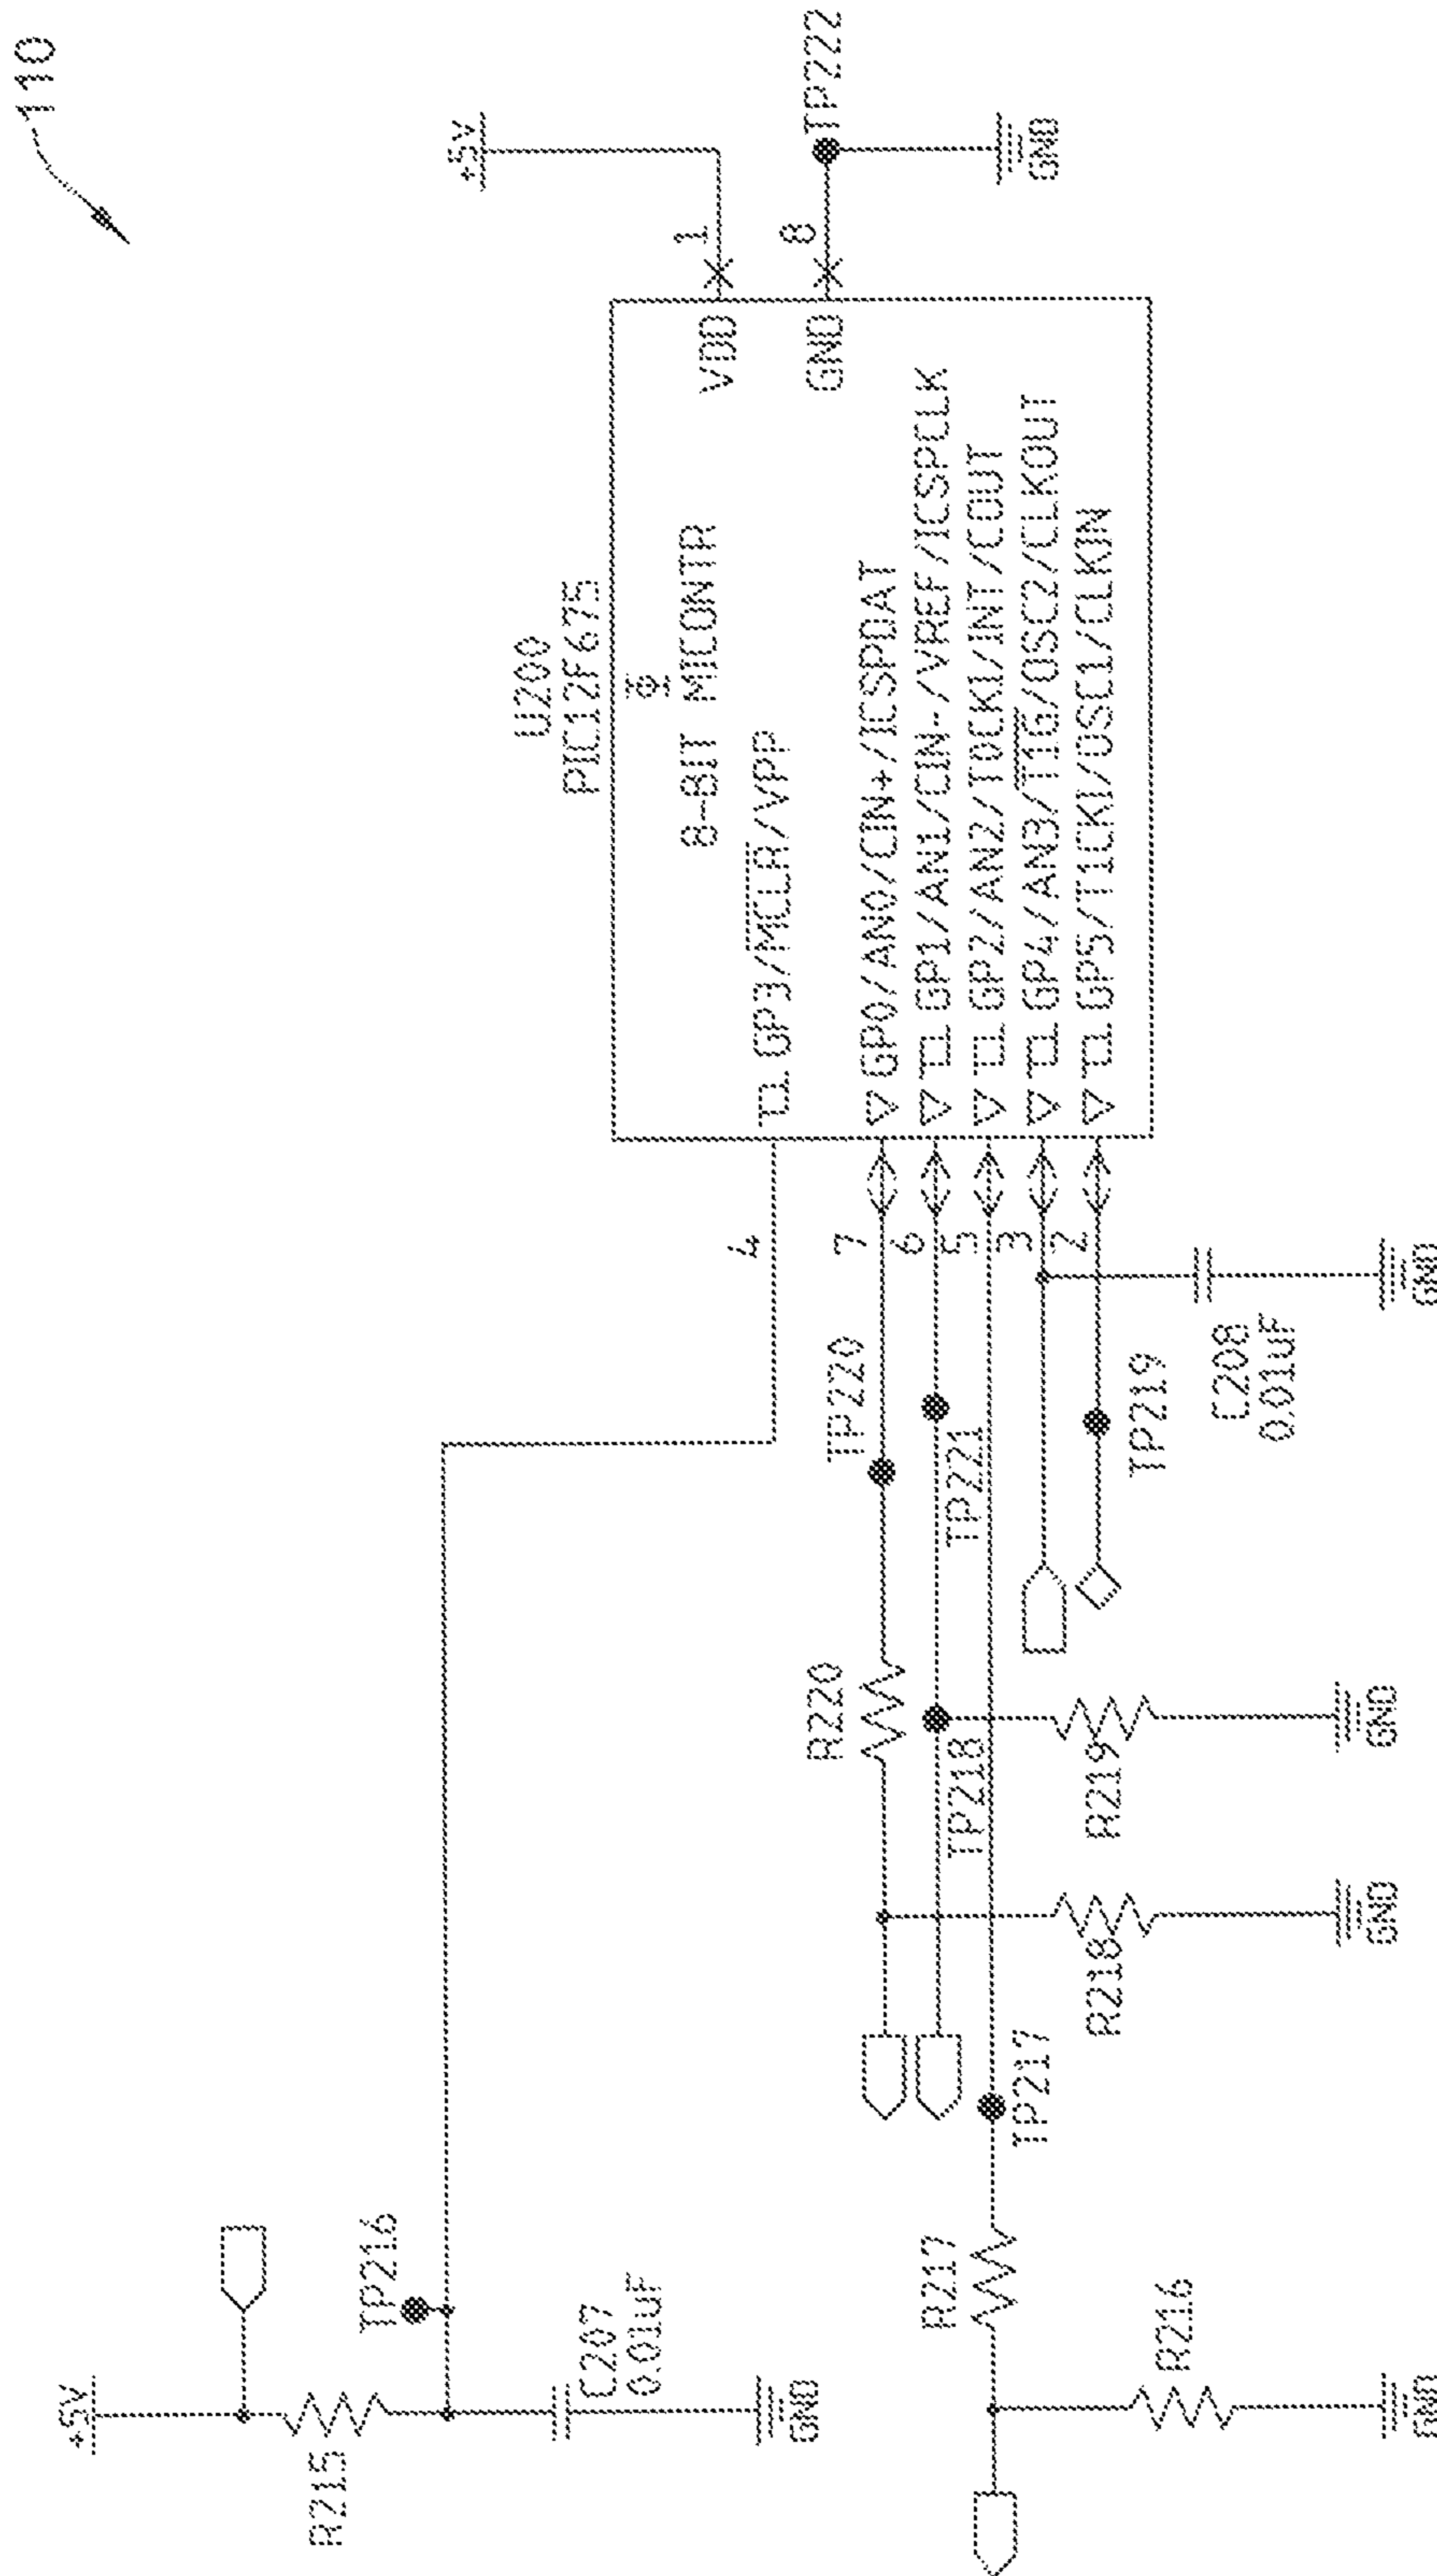 110
+5V
R215
TP216
C207
0.01uF
GND
U200
PIC12F675
Φ
8-BIT MICONTR
4
GP3/MCLR/VPP
VDD
1
+5V
GND
8
TP222
GND
R220
TP220
7
GP0/AN0/CIN+/ICSPDAT
TP218
TP221
6
GP1/AN1/CIN-/VREF/ICSPCLK
R217
TP217
5
GP2/AN2/T0CKI/INT/COUT
3
GP4/AN3/T1G/OSC2/CLKOUT
2
GP5/T1CKI/OSC1/CLKIN
R216
GND
R218
GND
R219
GND
TP219
C208
0.01uF
GND